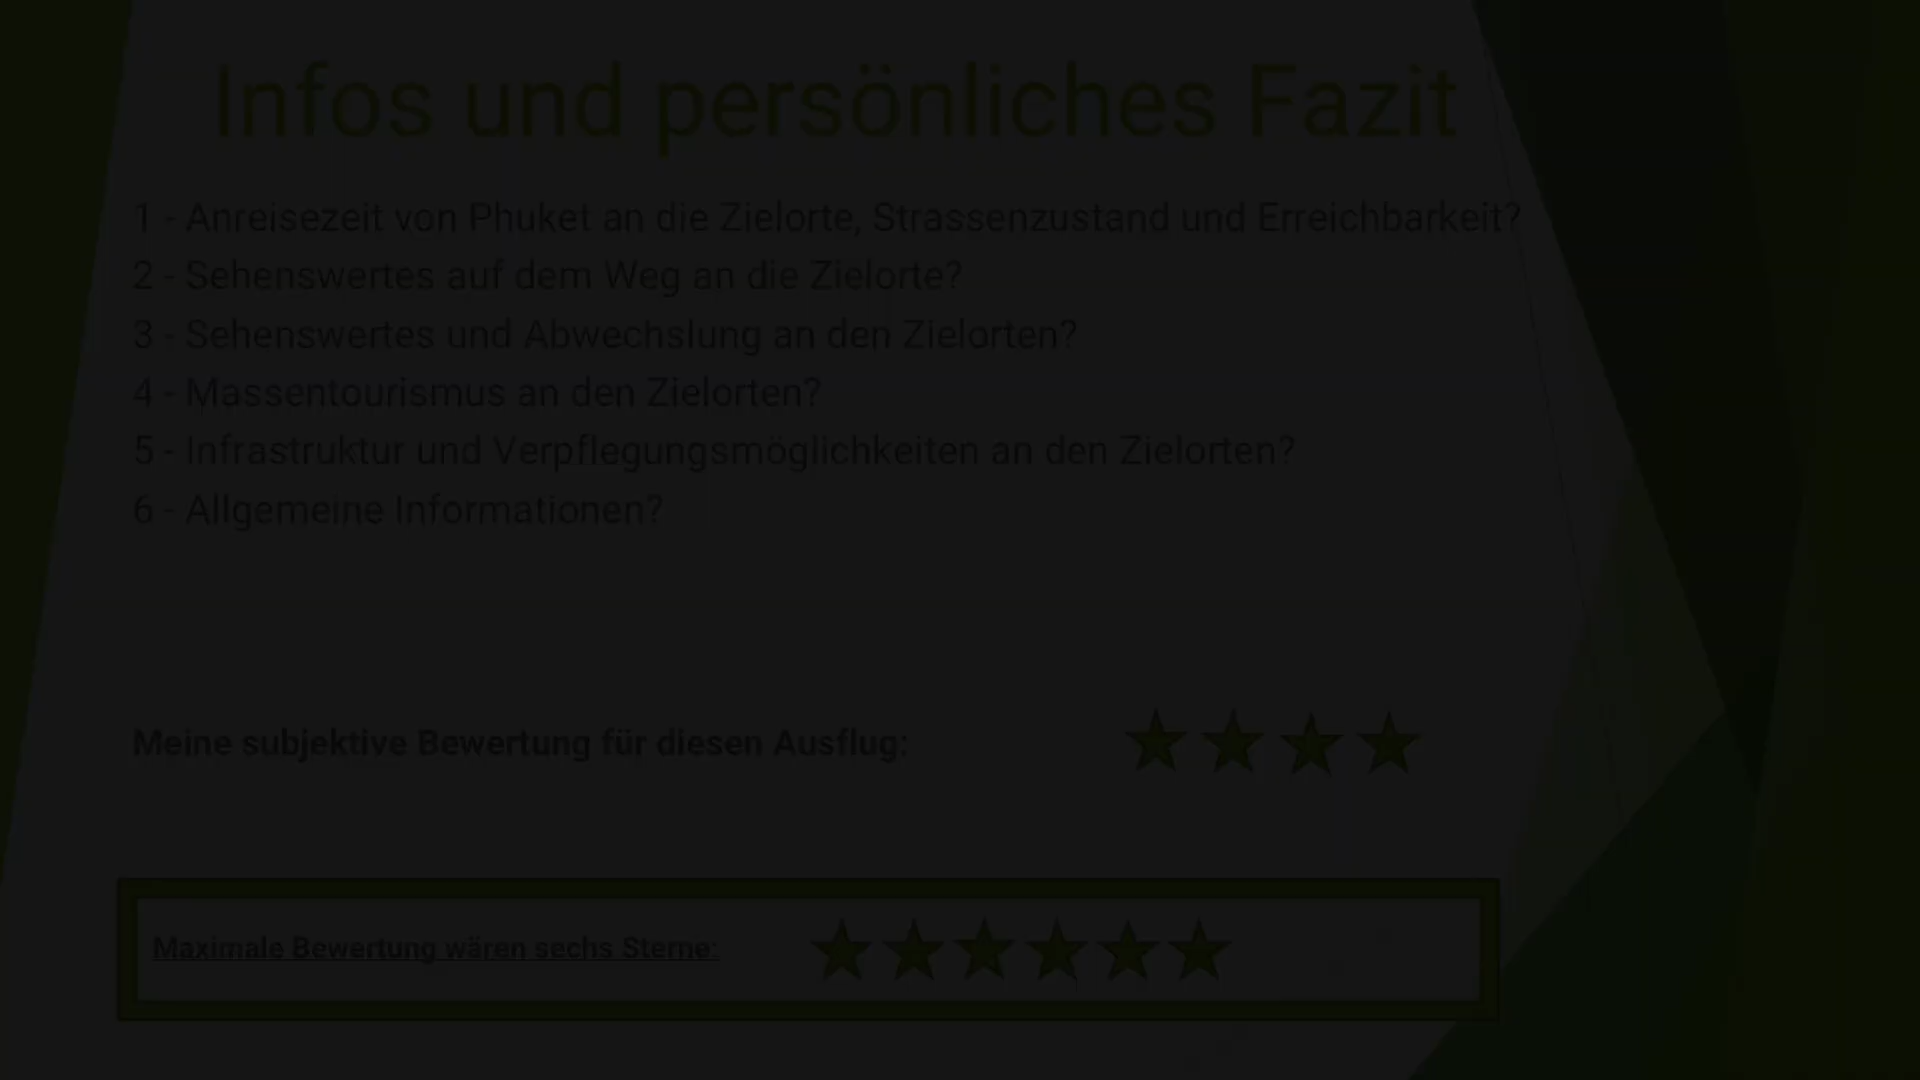 Infos und persönliches Fazit
1 - Anreisezeit von Phuket an die Zielorte, Strassenzustand und Erreichbarkeit?
2 - Sehenswertes auf dem Weg an die Zielorte?
3 - Sehenswertes und Abwechslung an den Zielorten?
4 - Massentourismus an den Zielorten?
5 - Infrastruktur und Verpflegungsmöglichkeiten an den Zielorten?
6 - Allgemeine Informationen?
Meine subjektive Bewertung für diesen Ausflug:
Maximale Bewertung wären sechs Sterne: